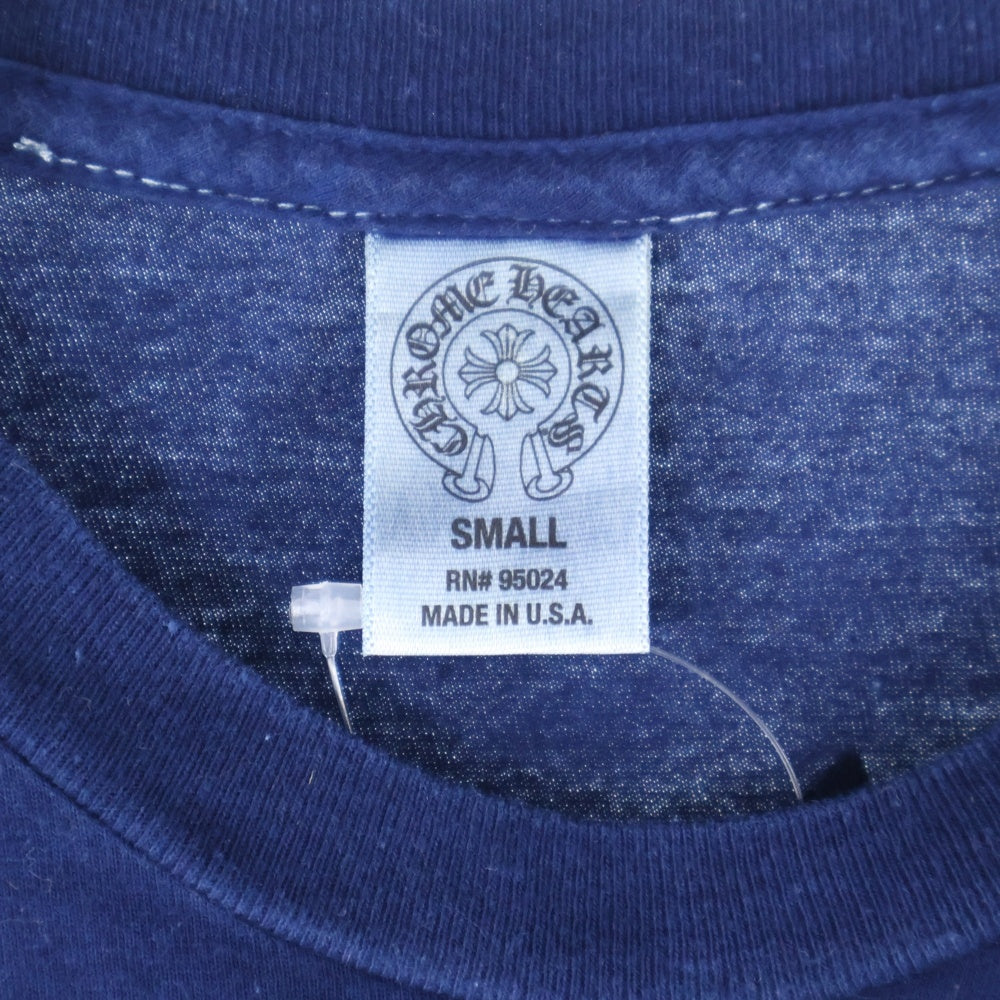 CHROME HEARTS
SMALL
RN# 95024
MADE IN U.S.A.